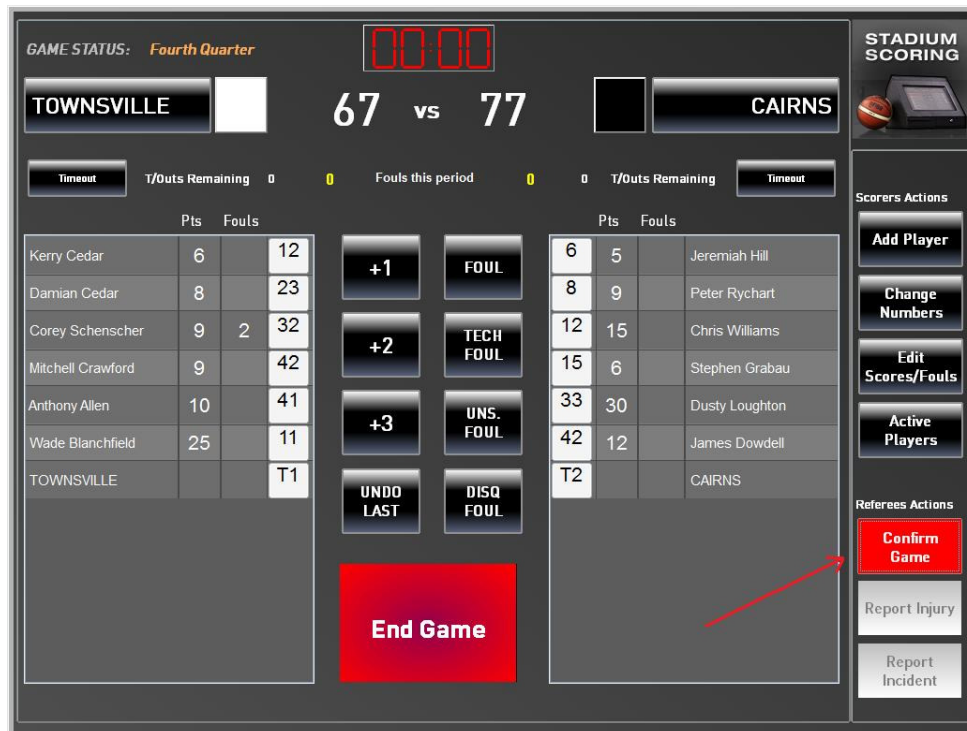 GAME STATUS: Fourth Quarter
00:00
STADIUM
SCORING
TOWNSVILLE
67 vs 77
CAIRNS
Timeout
T/Outs Remaining 0
0 Fouls this period 0
0 T/Outs Remaining
Timeout
Pts Fouls
Pts Fouls
Kerry Cedar 6 12
Damian Cedar 8 23
Corey Schenscher 9 2 32
Mitchell Crawford 9 42
Anthony Allen 10 41
Wade Blanchfield 25 11
TOWNSVILLE T1
+1
FOUL
+2
TECH
FOUL
+3
UNS.
FOUL
UNDO
LAST
DISQ
FOUL
End Game
6 5 Jeremiah Hill
8 9 Peter Rychart
12 15 Chris Williams
15 6 Stephen Grabau
33 30 Dusty Loughton
42 12 James Dowdell
T2 CAIRNS
Scorers Actions
Add Player
Change
Numbers
Edit
Scores/Fouls
Active
Players
Referees Actions
Confirm
Game
Report Injury
Report
Incident